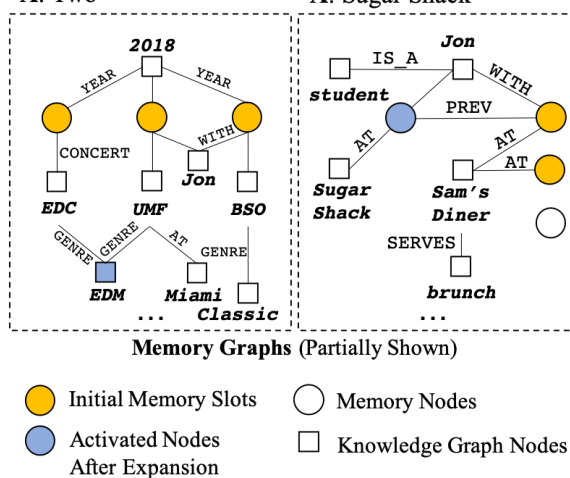 A: Two
A: Sugar Shack
2018
YEAR
YEAR
WITH
CONCERT
Jon
EDC
UMF
BSO
GENRE
GENRE
AT
GENRE
EDM
Miami
Classic
...
Jon
IS_A
WITH
student
PREV
AT
AT
AT
Sugar
Shack
Sam's
Diner
SERVES
brunch
...
Memory Graphs (Partially Shown)
Initial Memory Slots
Memory Nodes
Activated Nodes
After Expansion
Knowledge Graph Nodes